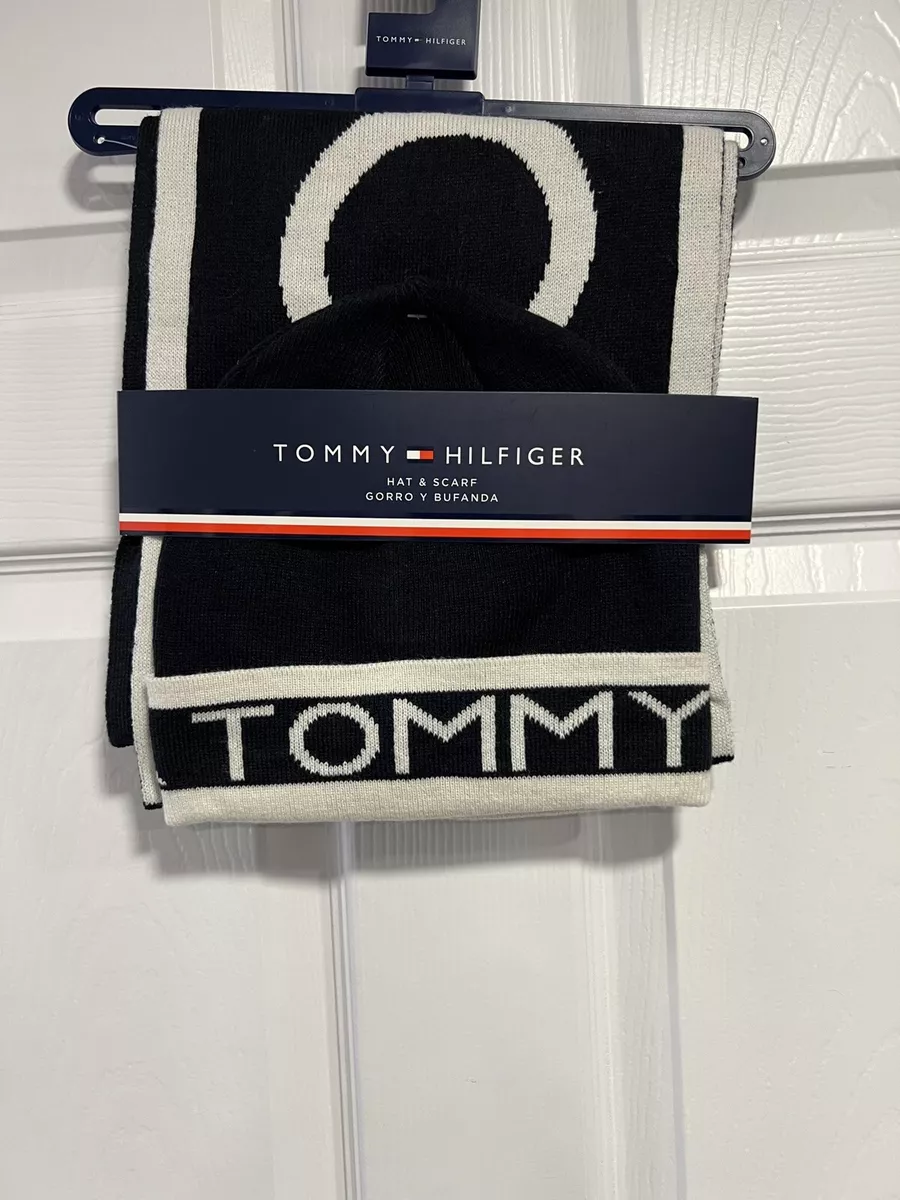 TOMMY HILFIGER
TOMMY HILFIGER
HAT & SCARF
GORRO Y BUFANDA
TOMMY